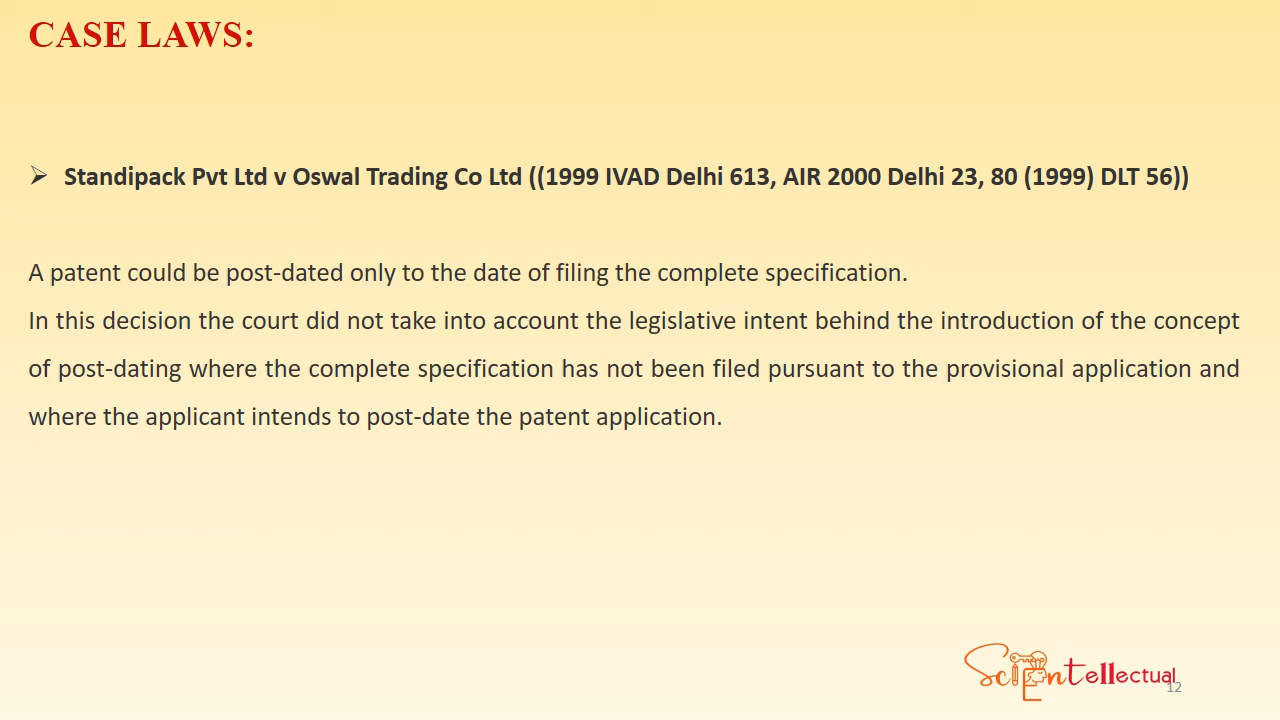 CASE LAWS:
➢ Standipack Pvt Ltd v Oswal Trading Co Ltd ((1999 IVAD Delhi 613, AIR 2000 Delhi 23, 80 (1999) DLT 56))
A patent could be post-dated only to the date of filing the complete specification.
In this decision the court did not take into account the legislative intent behind the introduction of the concept
of post-dating where the complete specification has not been filed pursuant to the provisional application and
where the applicant intends to post-date the patent application.
SciEntellectual
12